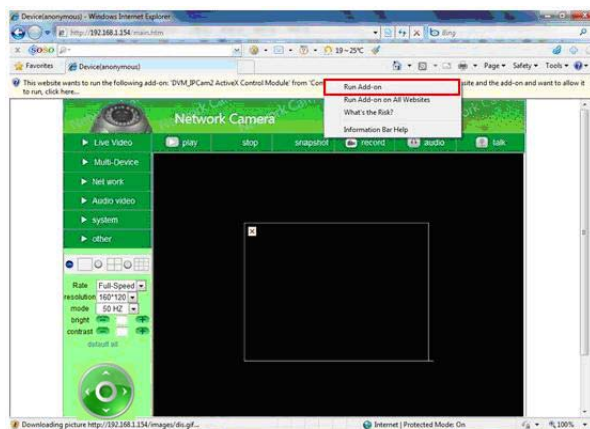 Device(anonymous) - Windows Internet Explorer
http://192.168.1.154/main.htm
Bing
SOSO
19~25℃
Favorites
Device(anonymous)
Page
Safety
Tools
This website wants to run the following add-on: 'DVM_IPCam2 ActiveX Control Module' from
site and the add-on and want to allow it
to run, click here...
Run Add-on
Run Add-on on All Websites
What's the Risk?
Information Bar Help
Network Camera
Live Video
play
stop
snapshot
record
audio
talk
Multi-Device
Net work
Audio video
system
other
Rate
Full-Speed
resolution
160*120
mode
50 HZ
bright
contrast
default all
Downloading picture http://192.168.1.154/images/dis.gif...
Internet | Protected Mode: On
100%